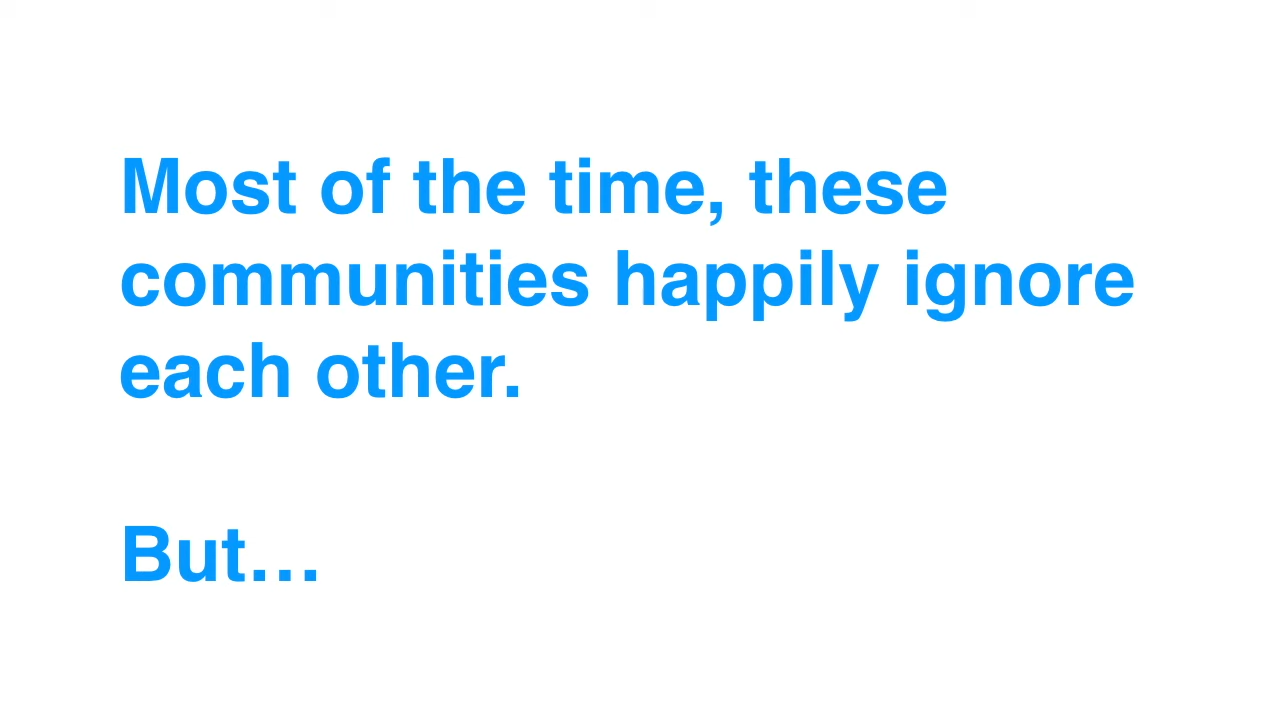 Most of the time, these
communities happily ignore
each other.
But…